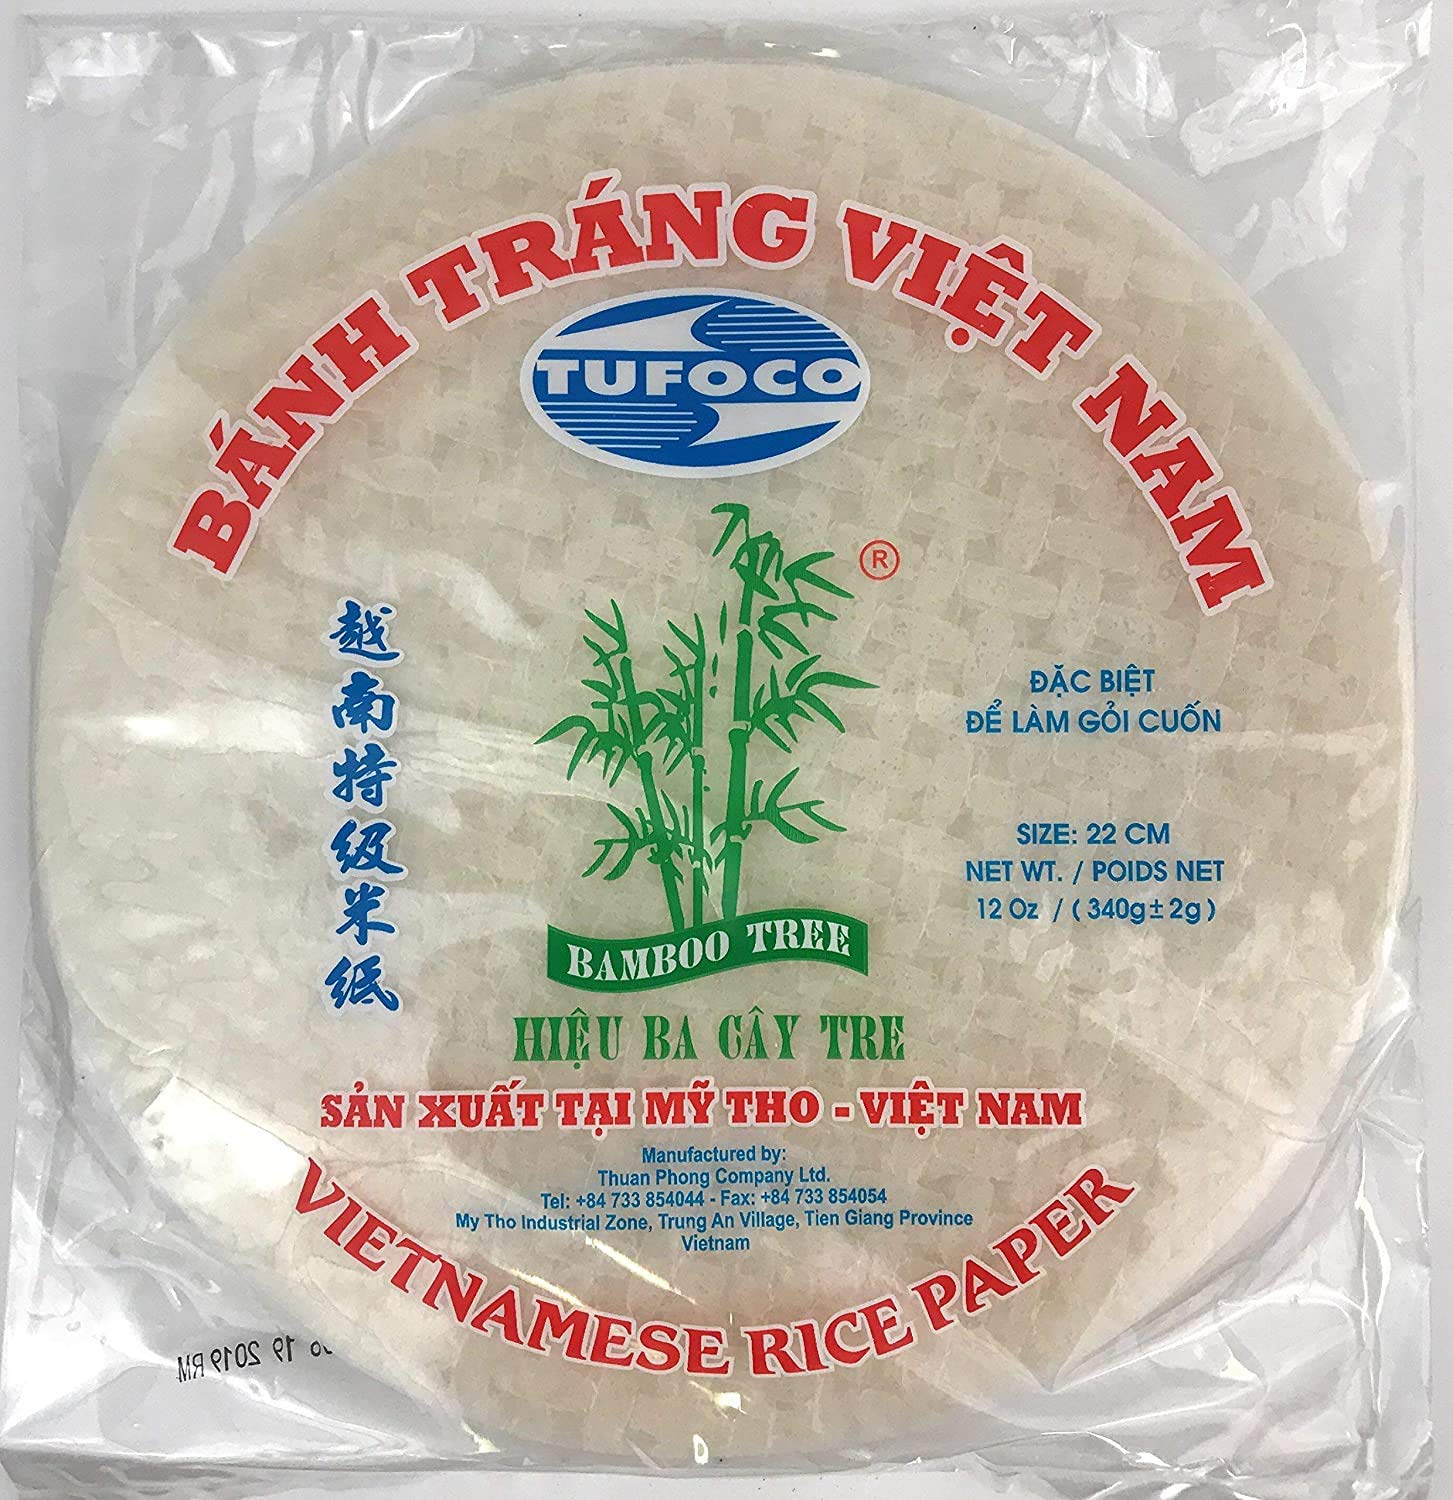 BÁNH TRÁNG VIỆT NAM
TUFOCO
®
越南特級米紙
ĐẶC BIỆT
ĐỂ LÀM GỎI CUỐN
SIZE: 22 CM
NET WT. / POIDS NET
12 Oz / ( 340g ± 2g )
BAMBOO TREE
HIỆU BA CÂY TRE
SẢN XUẤT TẠI MỸ THO - VIỆT NAM
Manufactured by:
Thuan Phong Company Ltd.
Tel: +84 733 854044 - Fax: +84 733 854054
My Tho Industrial Zone, Trung An Village, Tien Giang Province
Vietnam
VIETNAMESE RICE PAPER
19 2019 RM